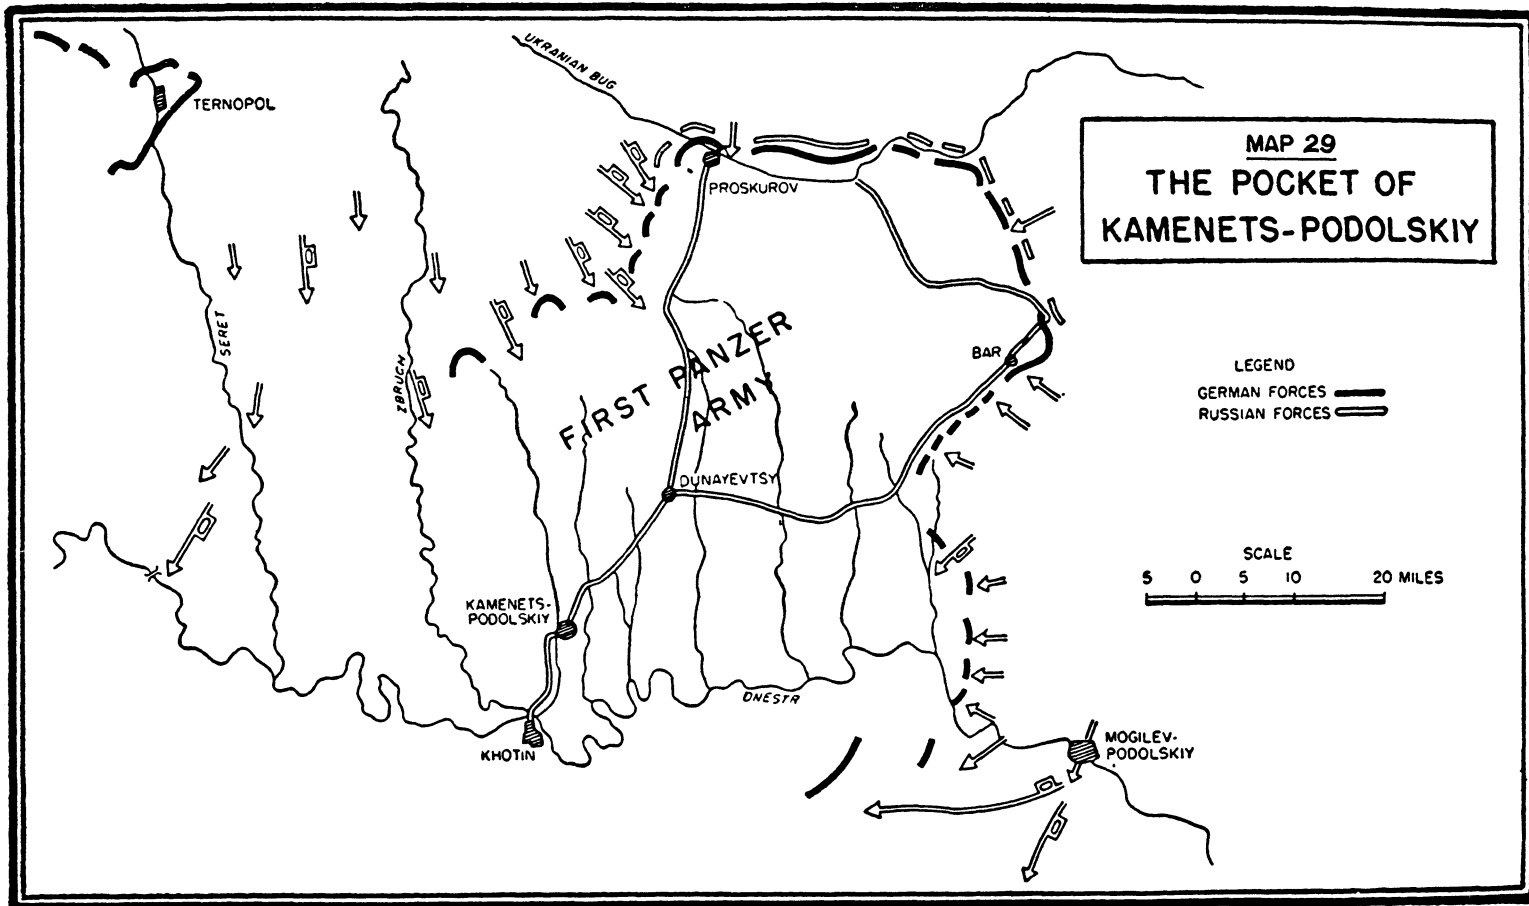 UKRANIAN BUG
TERNOPOL
MAP 29
THE POCKET OF
KAMENETS-PODOLSKIY
PROSKUROV
SERET
ZBRUCH
FIRST PANZER
ARMY
BAR
LEGEND
GERMAN FORCES
RUSSIAN FORCES
DUNAYEVTSY
SCALE
5 0 5 10 20 MILES
KAMENETS-
PODOLSKIY
DNESTR
KHOTIN
MOGILEV-
PODOLSKIY